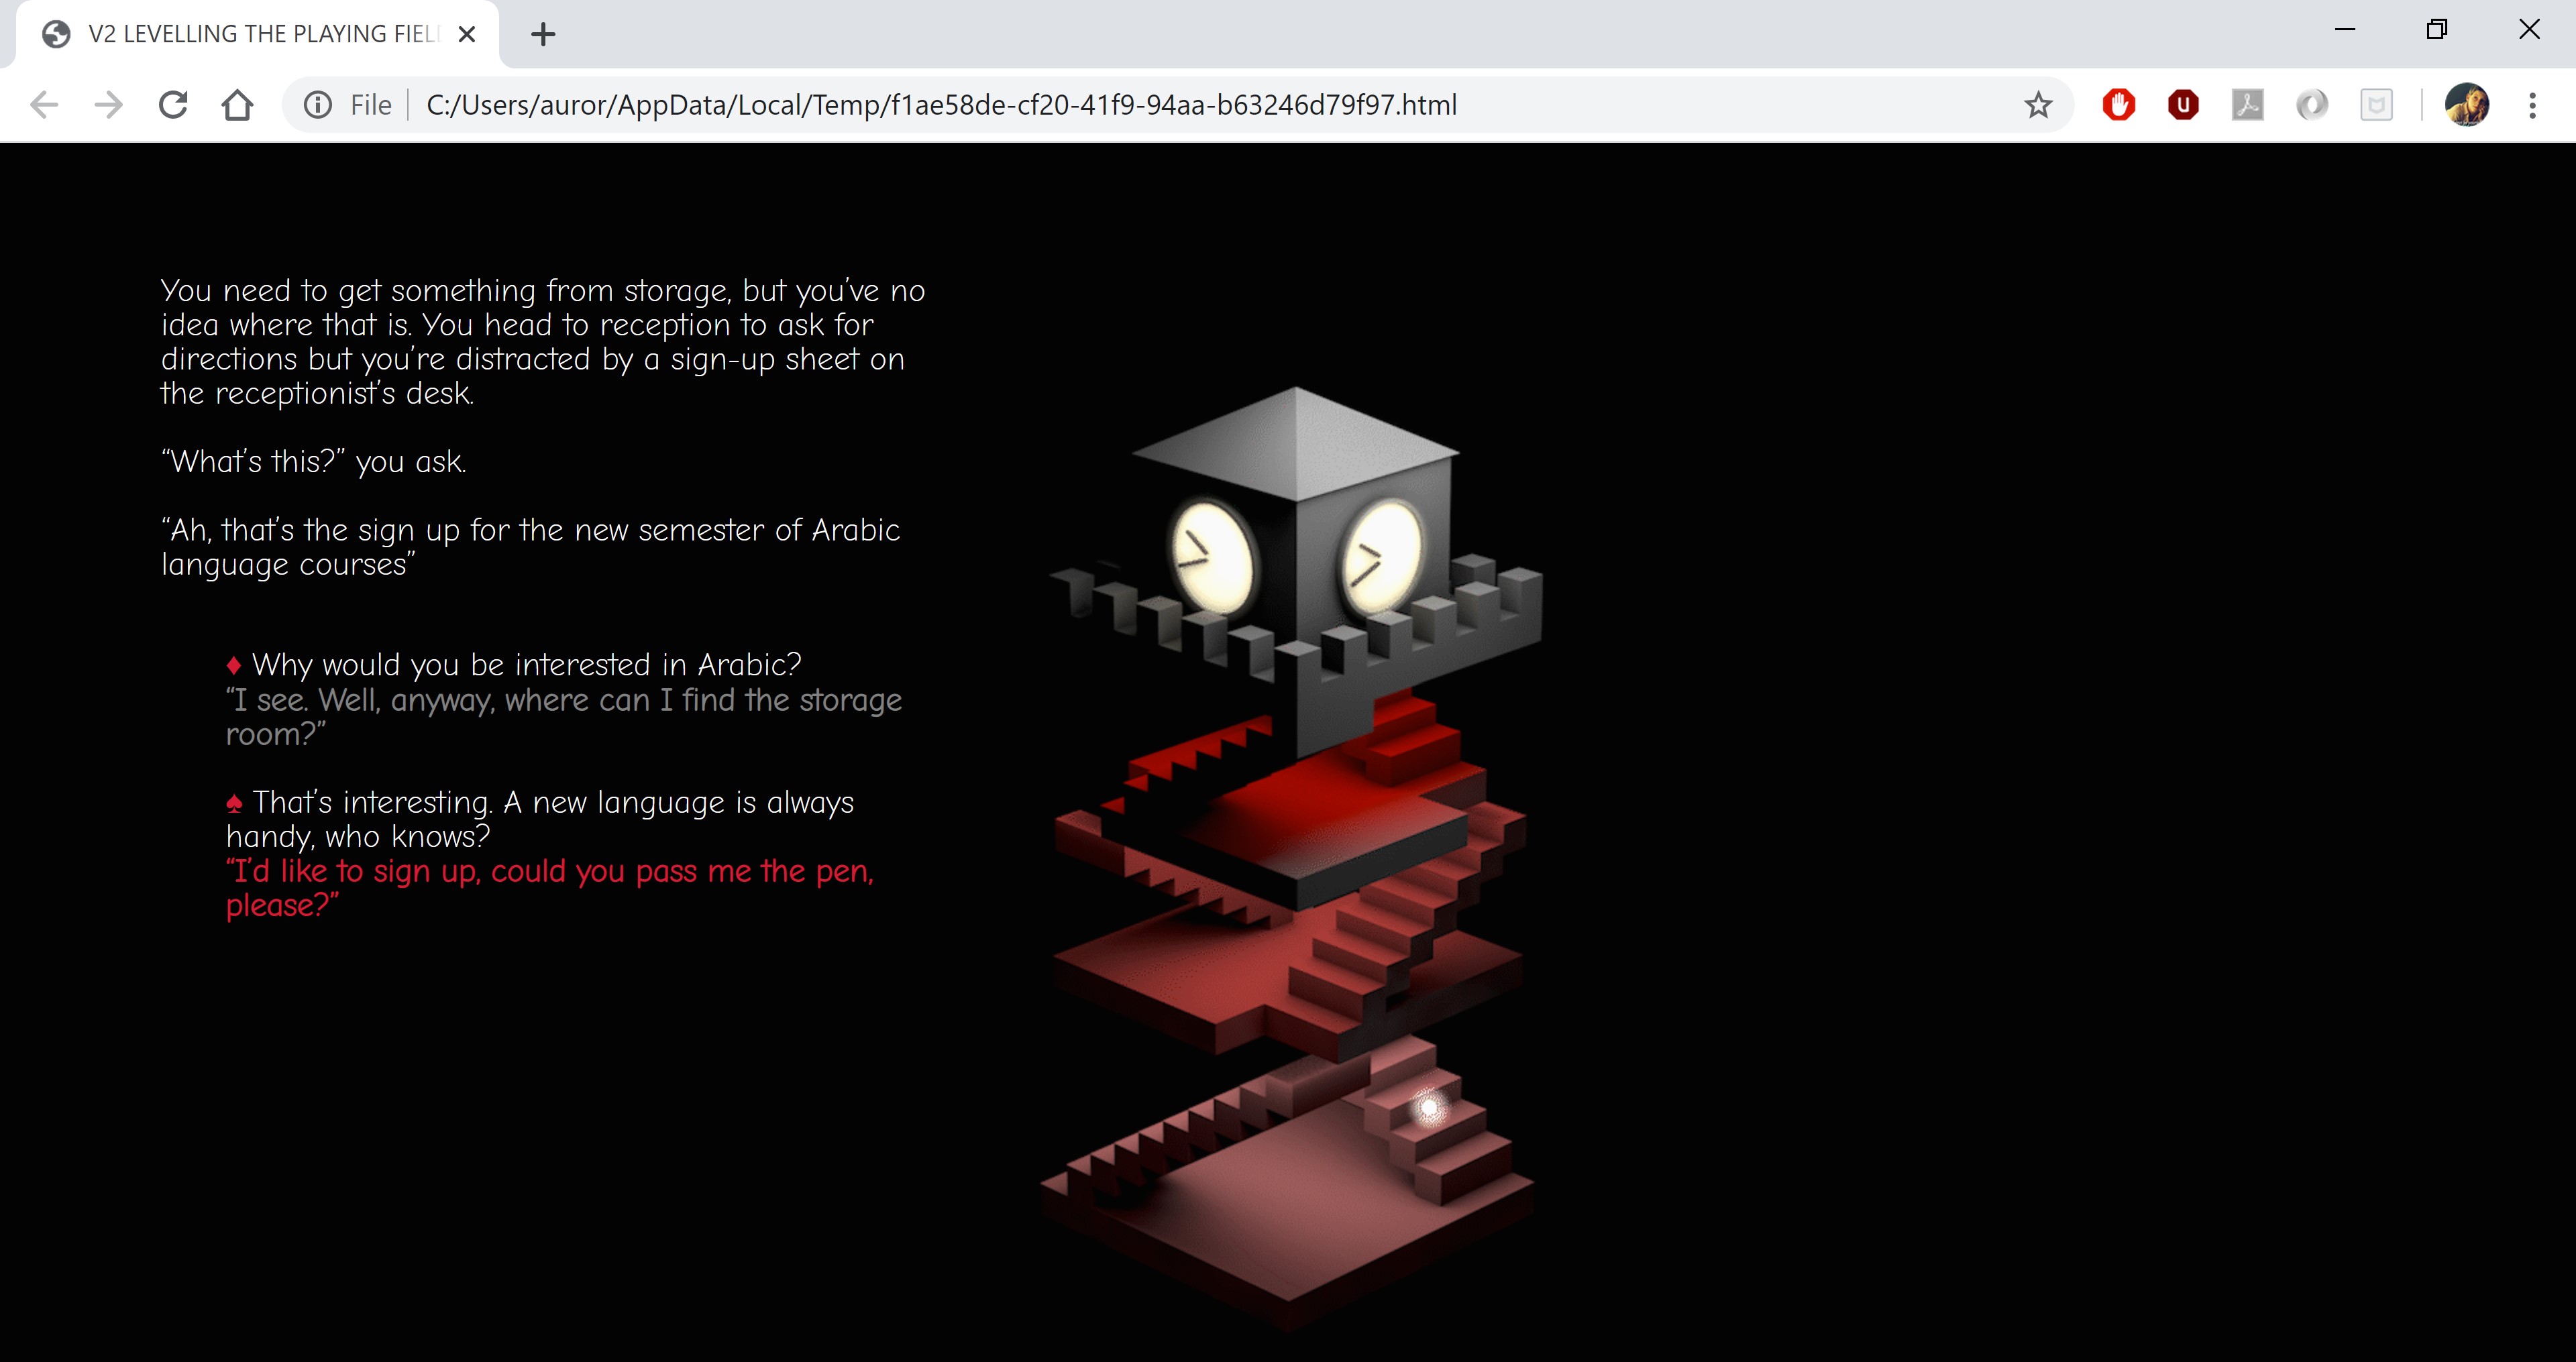 V2 LEVELLING THE PLAYING FIEL
File
C:/Users/auror/AppData/Local/Temp/f1ae58de-cf20-41f9-94aa-b63246d79f97.html
You need to get something from storage, but you've no
idea where that is. You head to reception to ask for
directions but you're distracted by a sign-up sheet on
the receptionist's desk.
“What's this?” you ask.
“Ah, that's the sign up for the new semester of Arabic
language courses”
♦ Why would you be interested in Arabic?
“I see. Well, anyway, where can I find the storage
room?”
♠ That's interesting. A new language is always
handy, who knows?
“I'd like to sign up, could you pass me the pen,
please?”